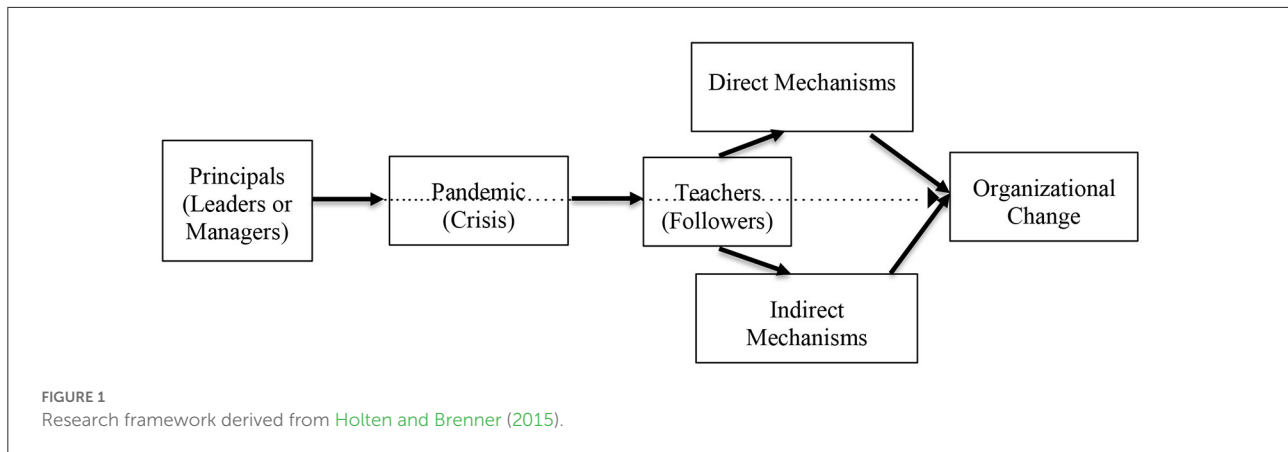 Direct Mechanisms
Principals
(Leaders or
Managers)
Pandemic
(Crisis)
Teachers
(Followers)
Organizational
Change
Indirect
Mechanisms
FIGURE 1
Research framework derived from Holten and Brenner (2015).